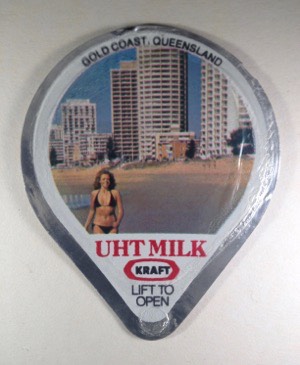 GOLD COAST, QUEENSLAND
UHT MILK
KRAFT
LIFT TO
OPEN